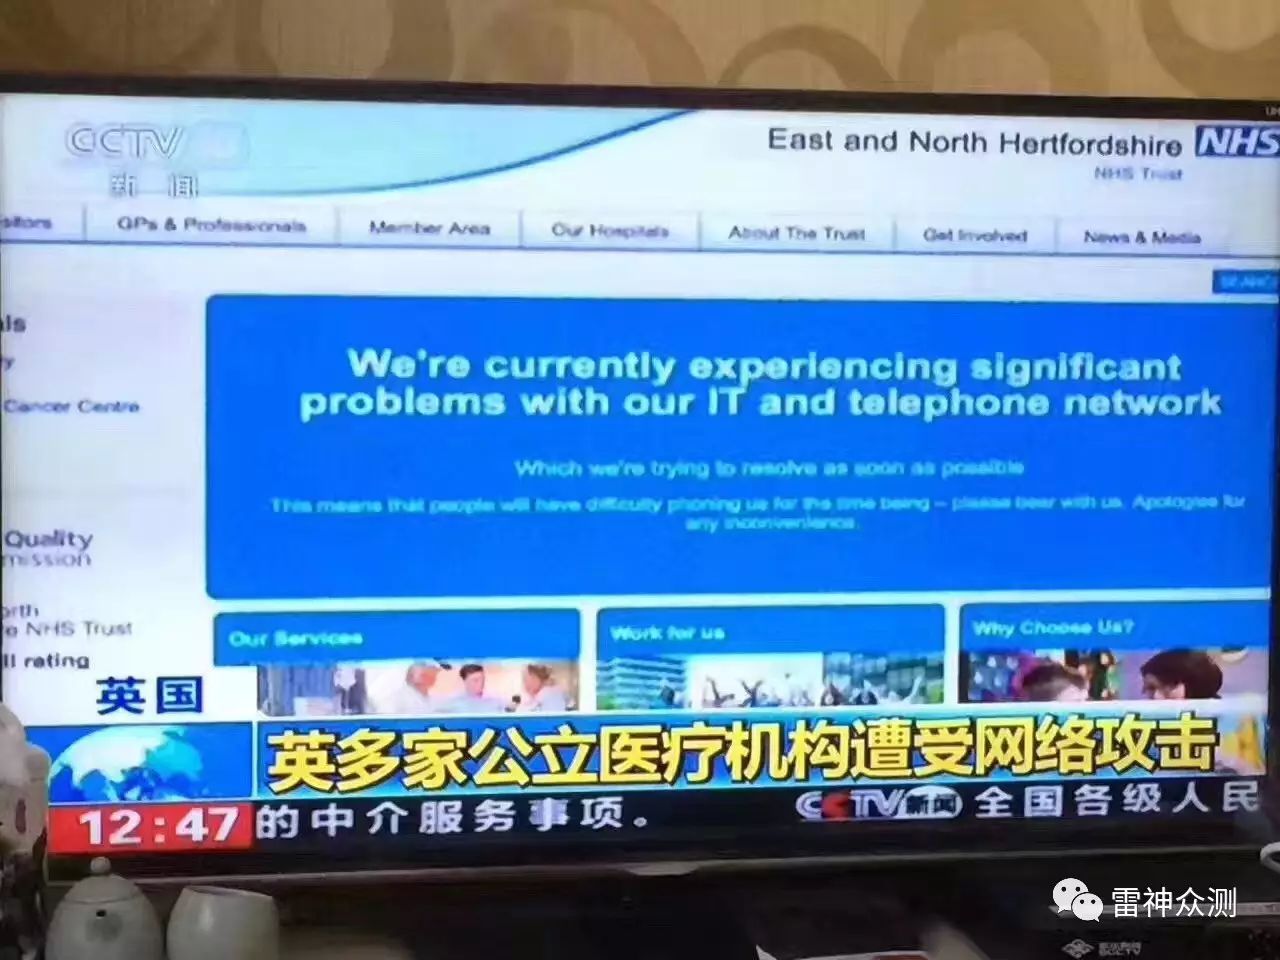 CCTV
新闻
East and North Hertfordshire NHS
NHS Trust
GPs & Professionals
Member Area
Our Hospitals
About The Trust
Get Involved
News & Media
Cancer Centre
We're currently experiencing significant
problems with our IT and telephone network
Which we're trying to resolve as soon as possible
This means that people will have difficulty phoning us for the time being – please bear with us. Apologies for
any inconvenience.
Quality
NHS Trust
rating
Our Services
Work for us
Why Choose Us?
英国
英多家公立医疗机构遭受网络攻击
12:47
的中介服务事项。
CCTV新闻 全国各级人民
雷神众测